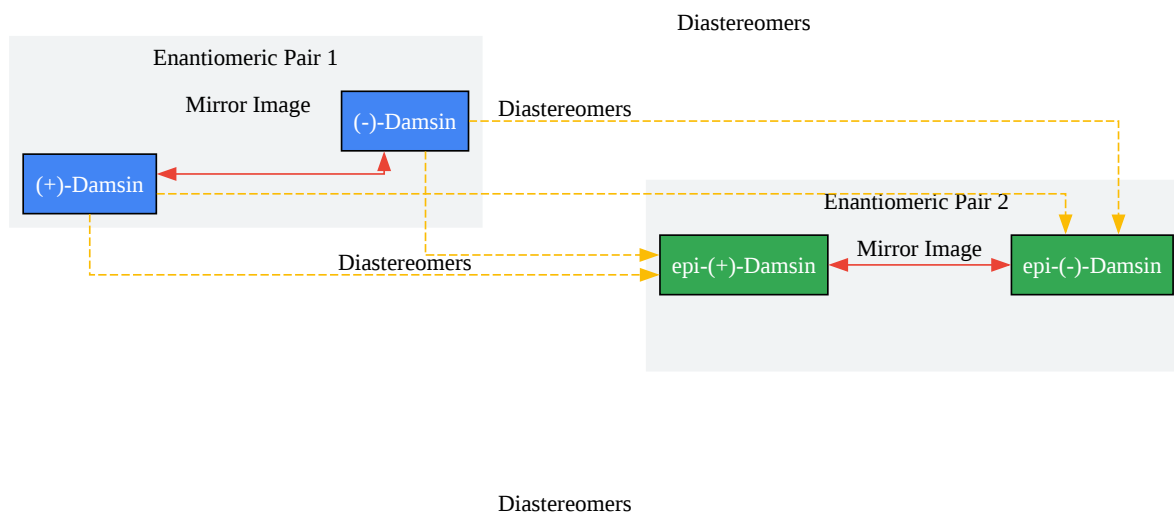 Diastereomers
Enantiomeric Pair 1
Mirror Image
(-)-Damsin
Diastereomers
(+)-Damsin
Enantiomeric Pair 2
Diastereomers
epi-(+)-Damsin
Mirror Image
epi-(-)-Damsin
Diastereomers